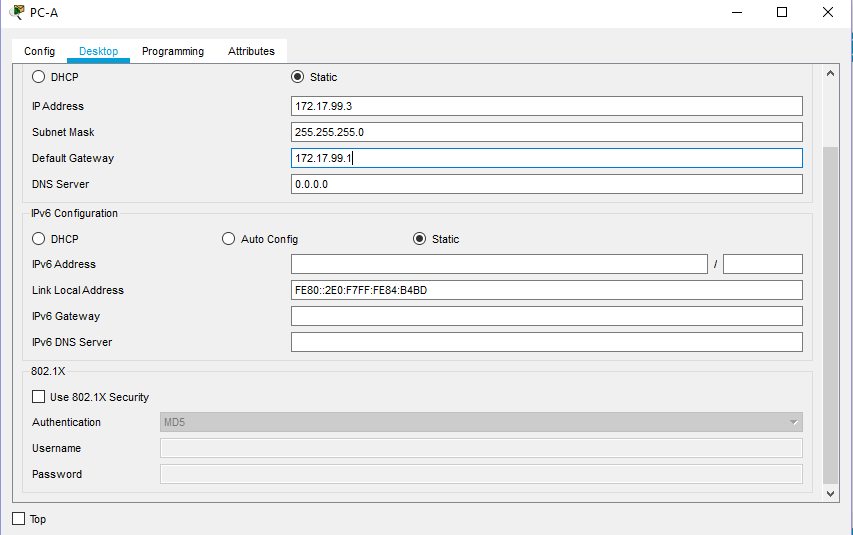 PC-A
Config Desktop Programming Attributes
DHCP Static
IP Address 172.17.99.3
Subnet Mask 255.255.255.0
Default Gateway 172.17.99.1
DNS Server 0.0.0.0
IPv6 Configuration
DHCP Auto Config Static
IPv6 Address /
Link Local Address FE80::2E0:F7FF:FE84:B4BD
IPv6 Gateway
IPv6 DNS Server
802.1X
Use 802.1X Security
Authentication MD5
Username
Password
Top